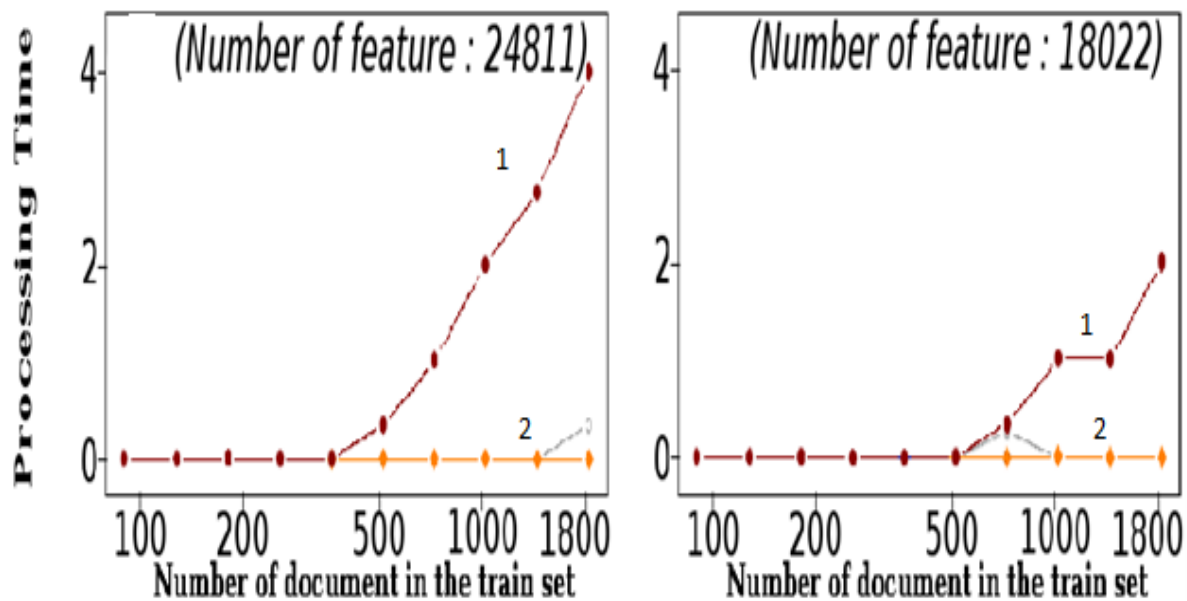 Processing Time
(Number of feature : 24811)
4
2
0
1
2
100 200 500 1000 1800
Number of document in the train set
(Number of feature : 18022)
4
2
0
1
2
100 200 500 1000 1800
Number of document in the train set